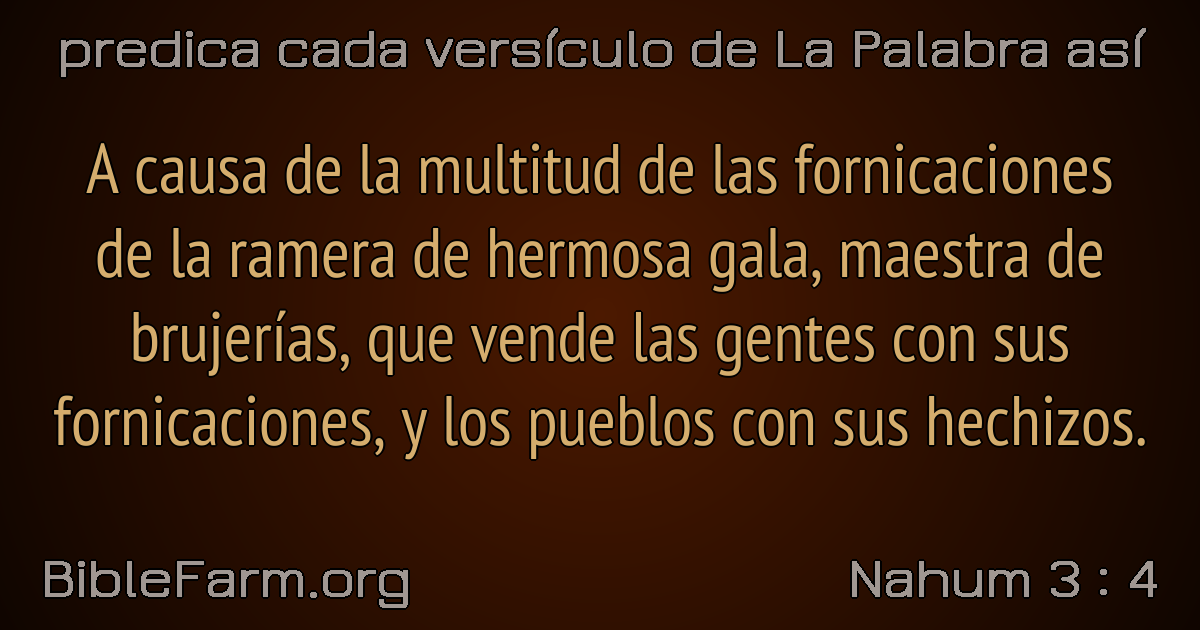 predica cada versículo de La Palabra así
A causa de la multitud de las fornicaciones
de la ramera de hermosa gala, maestra de
brujerías, que vende las gentes con sus
fornicaciones, y los pueblos con sus hechizos.
BibleFarm.org
Nahum 3 : 4